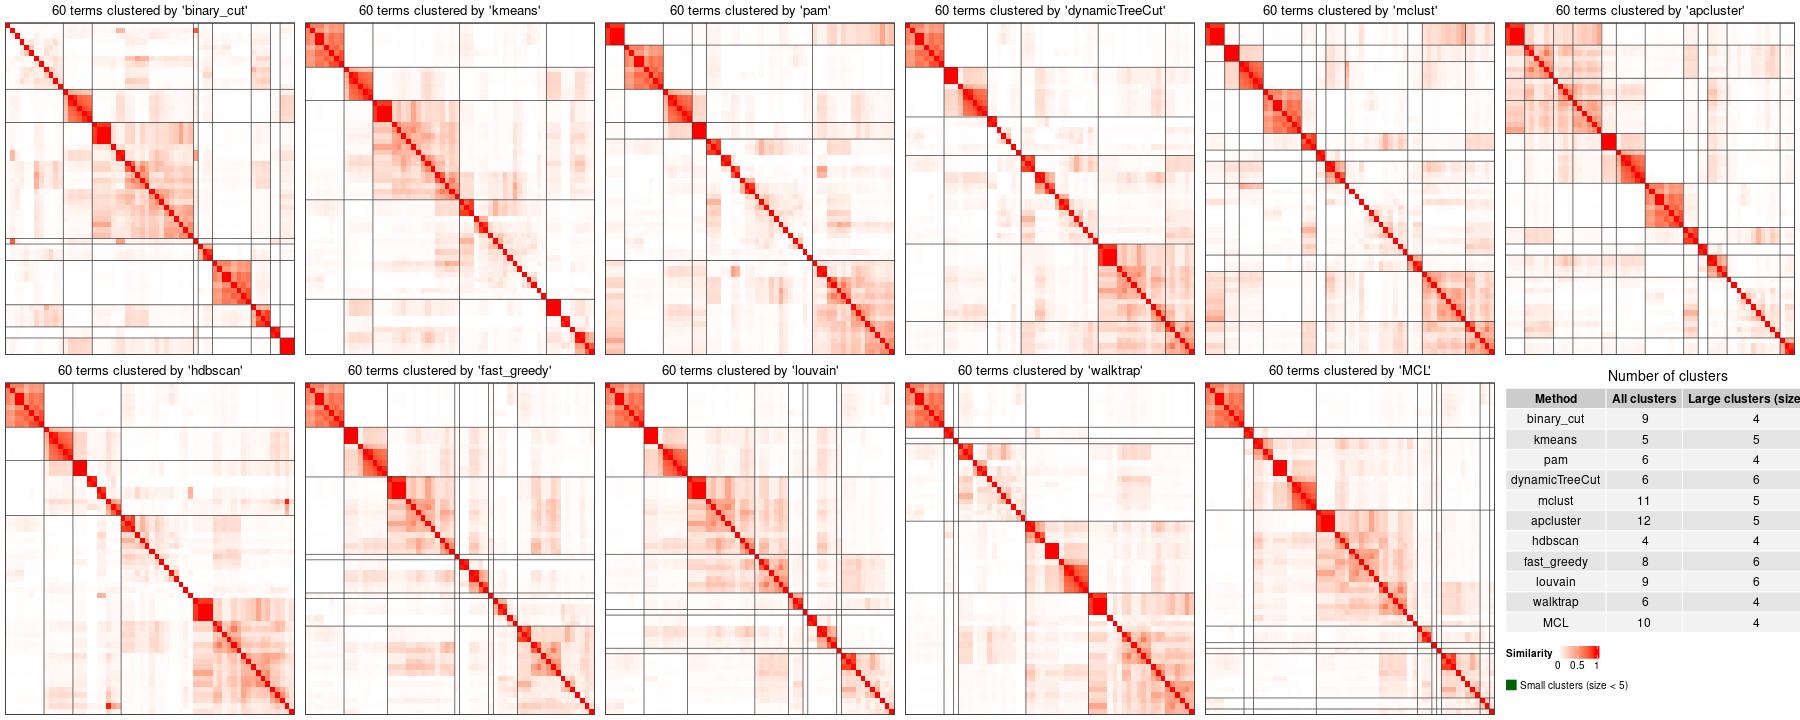 60 terms clustered by 'binary_cut'
60 terms clustered by 'kmeans'
60 terms clustered by 'pam'
60 terms clustered by 'dynamicTreeCut'
60 terms clustered by 'mclust'
60 terms clustered by 'apcluster'
60 terms clustered by 'hdbscan'
60 terms clustered by 'fast_greedy'
60 terms clustered by 'louvain'
60 terms clustered by 'walktrap'
60 terms clustered by 'MCL'
Number of clusters
Method All clusters Large clusters (size
binary_cut 9 4
kmeans 5 5
pam 6 4
dynamicTreeCut 6 6
mclust 11 5
apcluster 12 5
hdbscan 4 4
fast_greedy 8 6
louvain 9 6
walktrap 6 4
MCL 10 4
Similarity
0 0.5 1
Small clusters (size < 5)